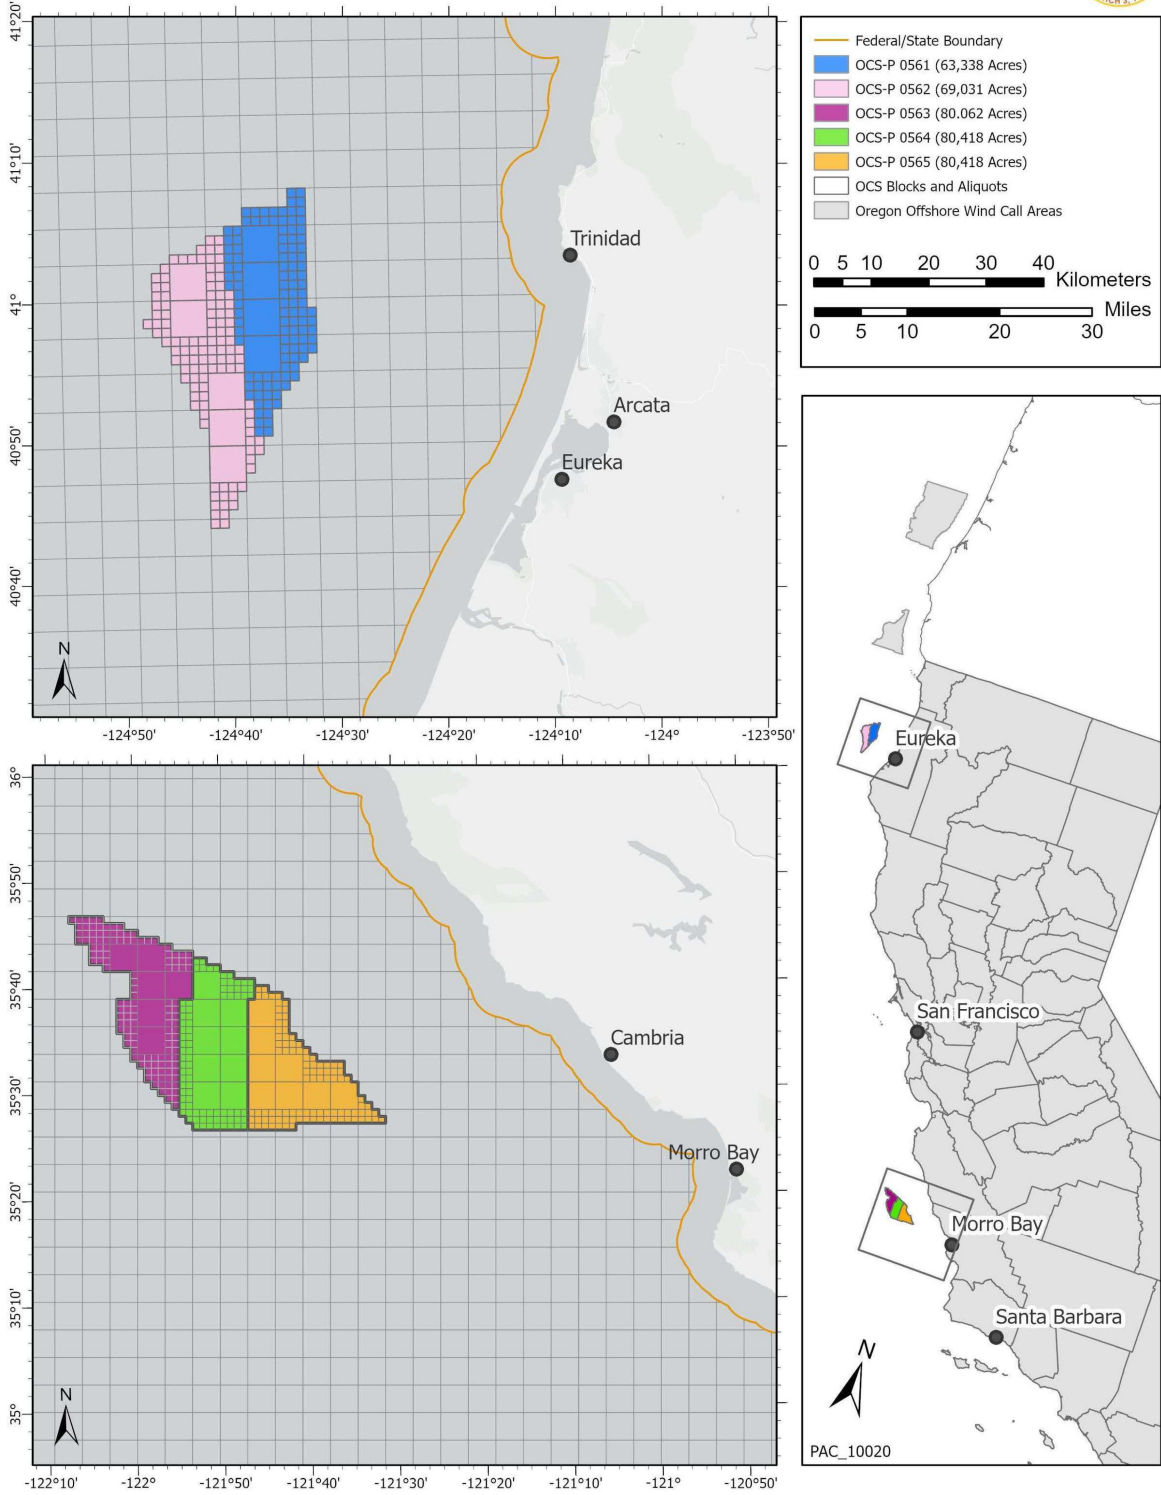 Federal/State Boundary
OCS-P 0561 (63,338 Acres)
OCS-P 0562 (69,031 Acres)
OCS-P 0563 (80.062 Acres)
OCS-P 0564 (80,418 Acres)
OCS-P 0565 (80,418 Acres)
OCS Blocks and Aliquots
Oregon Offshore Wind Call Areas
0 5 10 20 30 40
Kilometers
Miles
0 5 10 20 30
41°20'
41°10'
41°
40°50'
40°40'
Trinidad
Arcata
Eureka
N
-124°50' -124°40' -124°30' -124°20' -124°10' -124° -123°50'
36°
35°50'
35°40'
35°30'
35°20'
35°10'
35°
Cambria
Morro Bay
N
-122°10' -122° -121°50' -121°40' -121°30' -121°20' -121°10' -121° -120°50'
Eureka
San Francisco
Morro Bay
Santa Barbara
N
PAC_10020